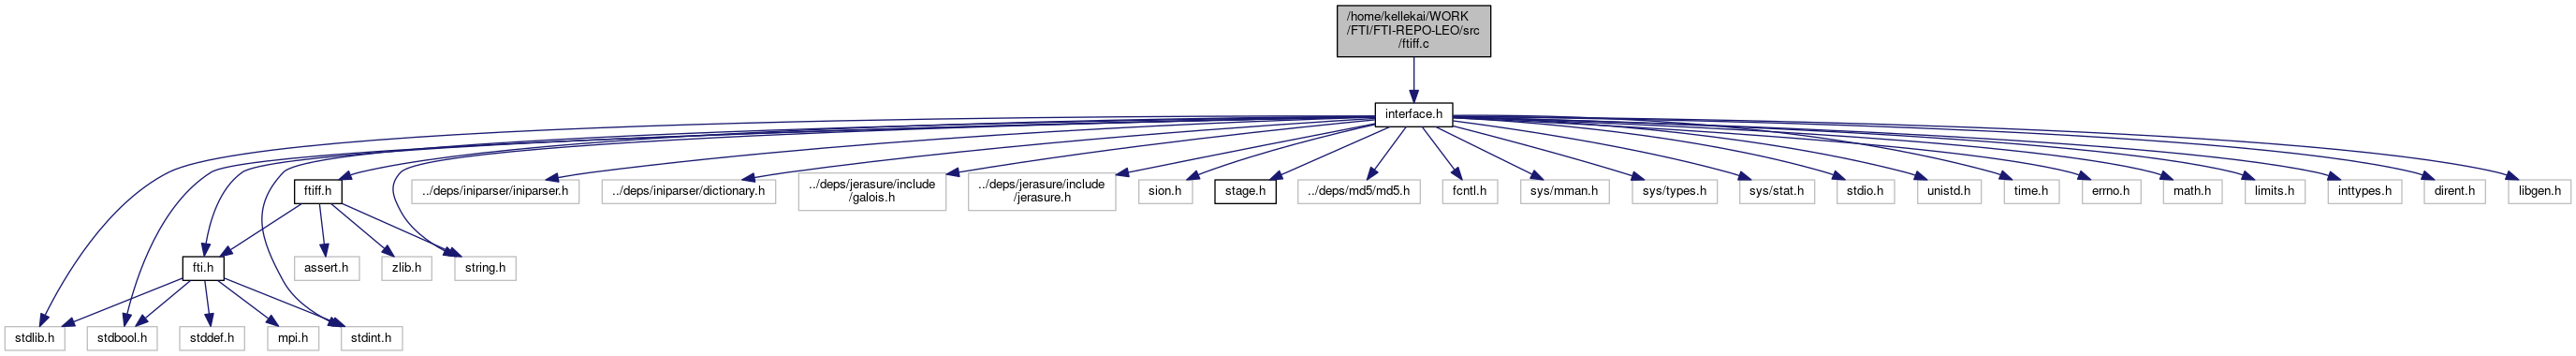 /home/kellekai/WORK
/FTI/FTI-REPO-LEO/src
/ftiff.c
interface.h
ftiff.h
../deps/iniparser/iniparser.h
../deps/iniparser/dictionary.h
../deps/jerasure/include
/galois.h
../deps/jerasure/include
/jerasure.h
sion.h
stage.h
../deps/md5/md5.h
fcntl.h
sys/mman.h
sys/types.h
sys/stat.h
stdio.h
unistd.h
time.h
errno.h
math.h
limits.h
inttypes.h
dirent.h
libgen.h
fti.h
assert.h
zlib.h
string.h
stdlib.h
stdbool.h
stddef.h
mpi.h
stdint.h